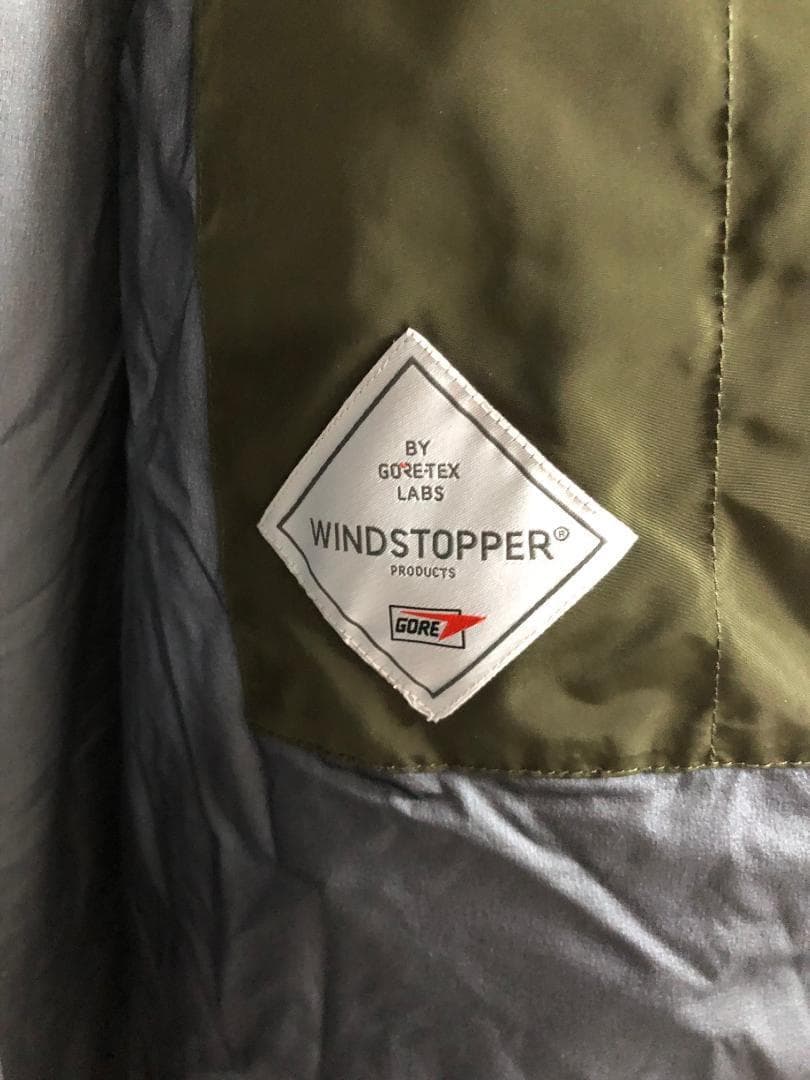 BY
GORE-TEX
LABS
WINDSTOPPER®
PRODUCTS
GORE